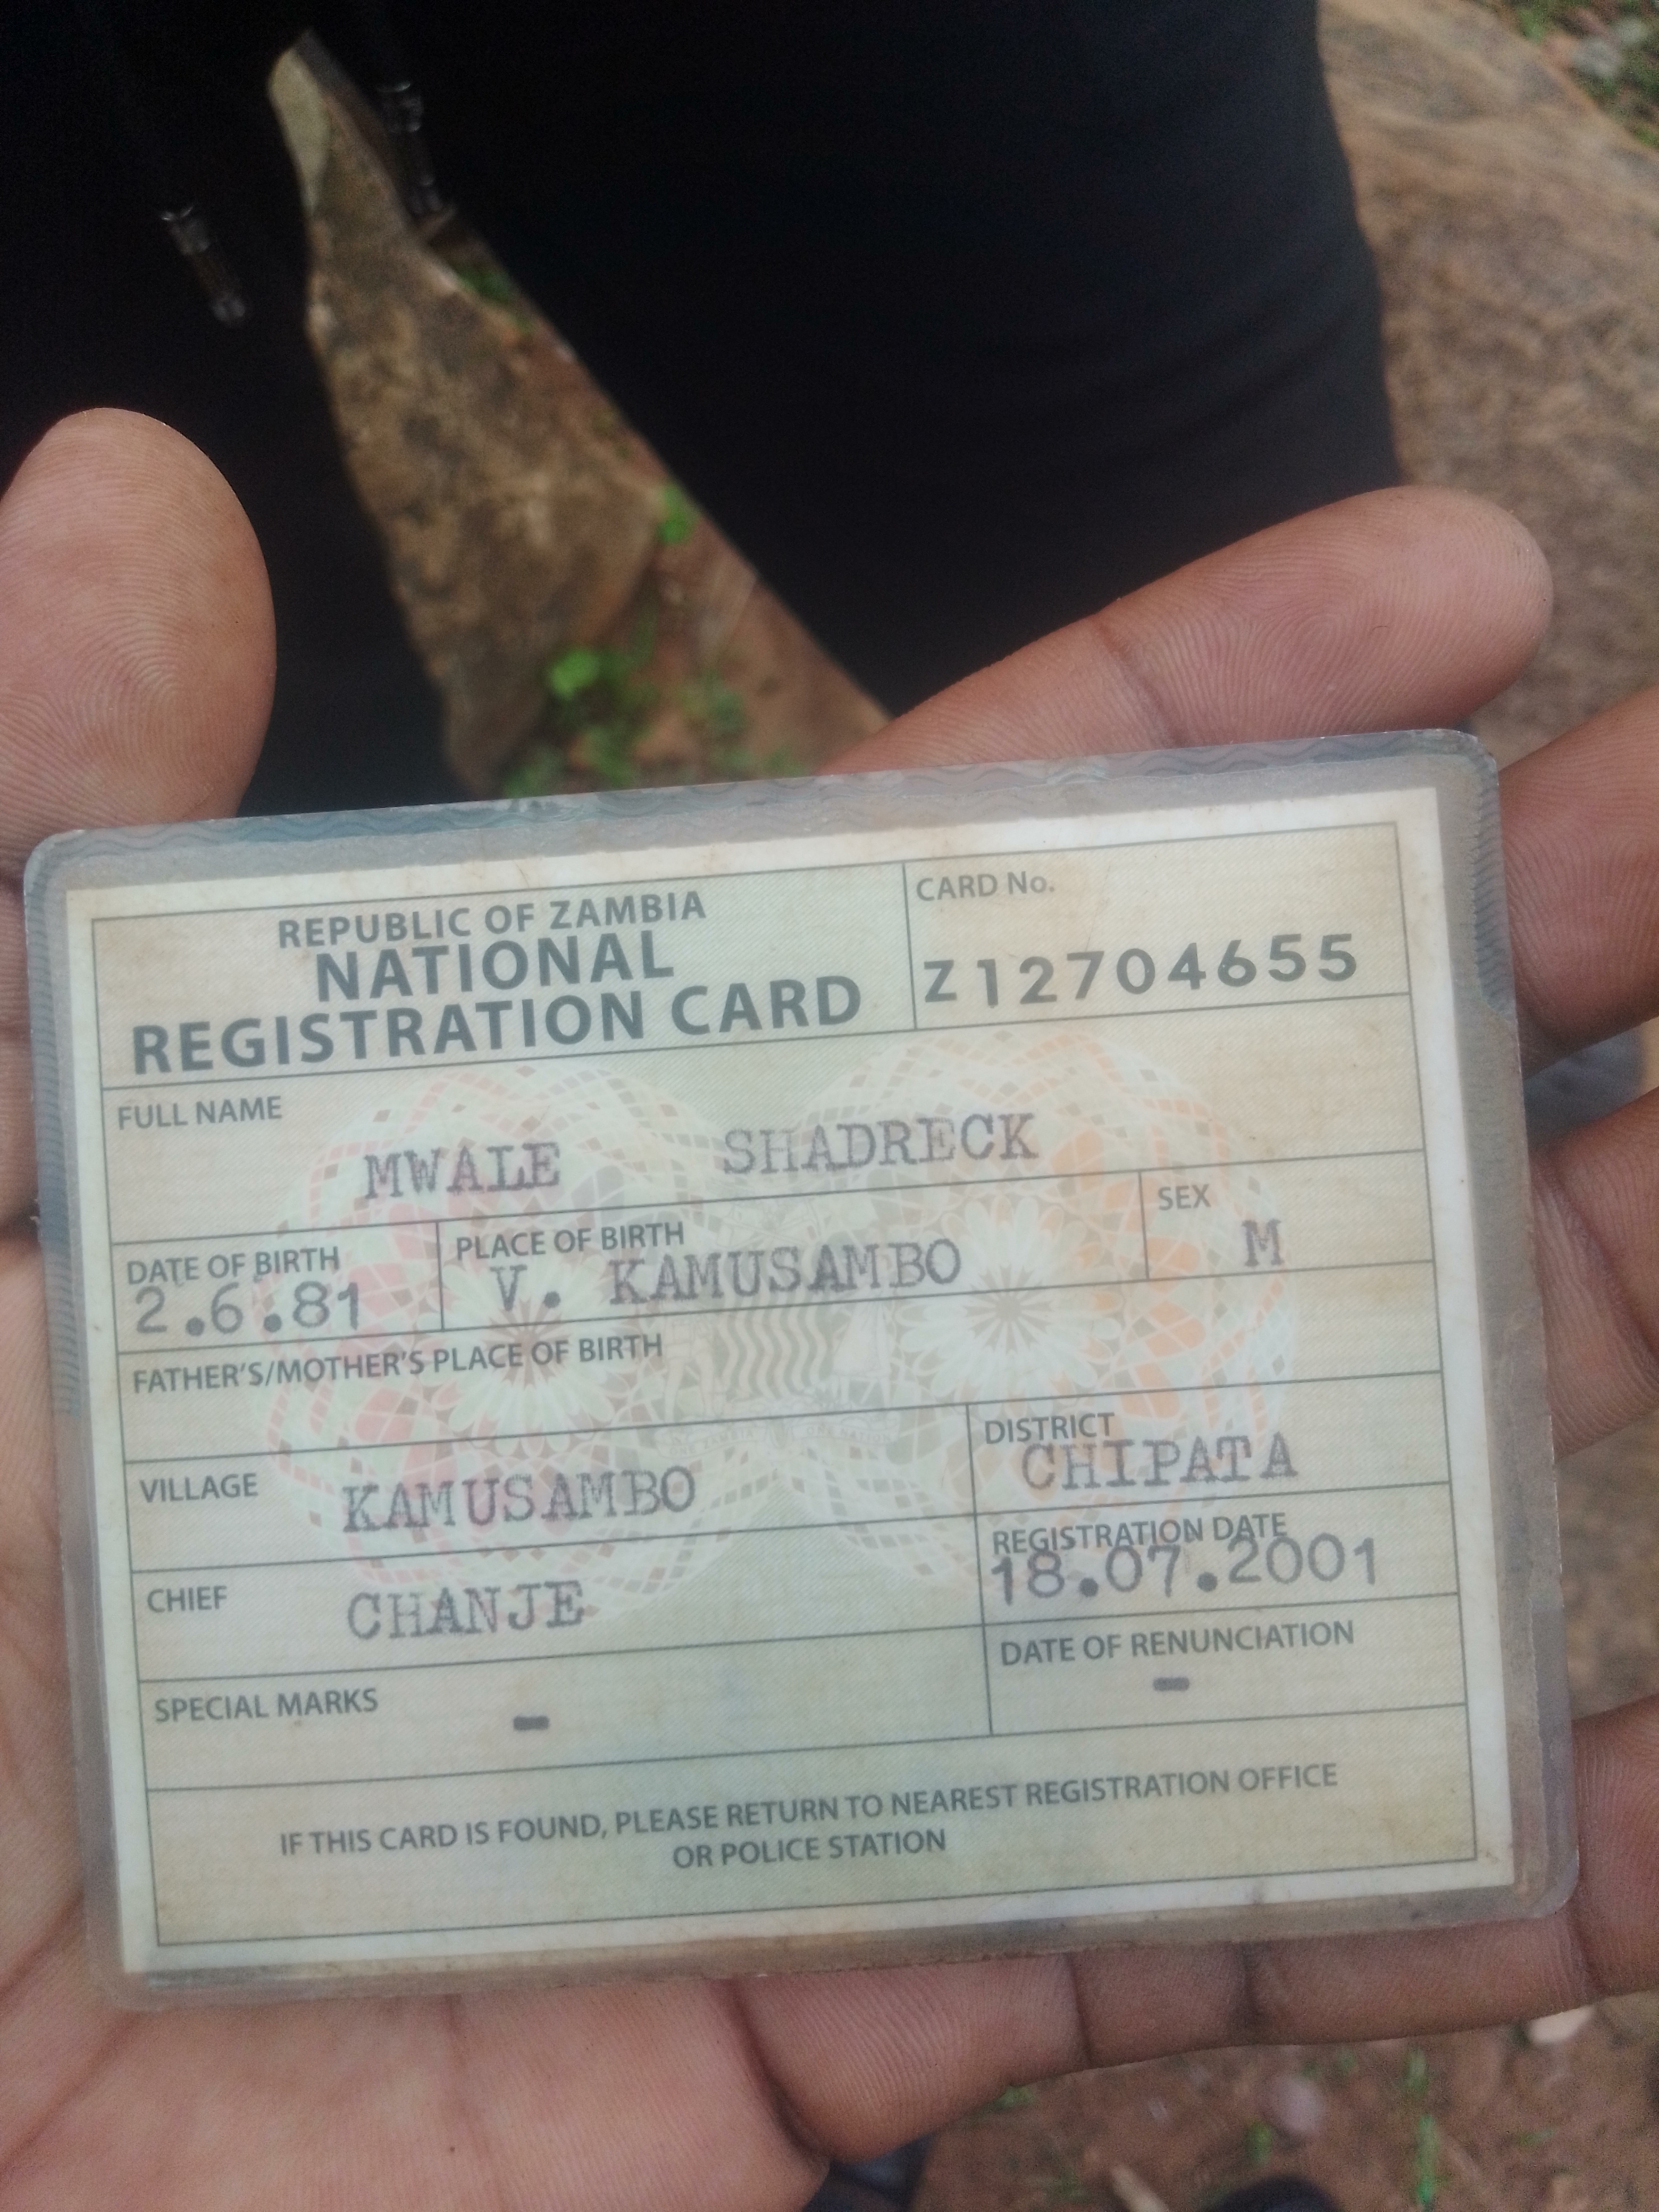 REPUBLIC OF ZAMBIA
NATIONAL
REGISTRATION CARD
CARD No.
Z12704655
FULL NAME
MWALE SHADRECK
DATE OF BIRTH
2.6.81
PLACE OF BIRTH
V. KAMUSAMBO
SEX
M
FATHER'S/MOTHER'S PLACE OF BIRTH
VILLAGE KAMUSAMBO
DISTRICT
CHIPATA
CHIEF CHANJE
REGISTRATION DATE
18.07.2001
SPECIAL MARKS -
DATE OF RENUNCIATION
-
IF THIS CARD IS FOUND, PLEASE RETURN TO NEAREST REGISTRATION OFFICE
OR POLICE STATION